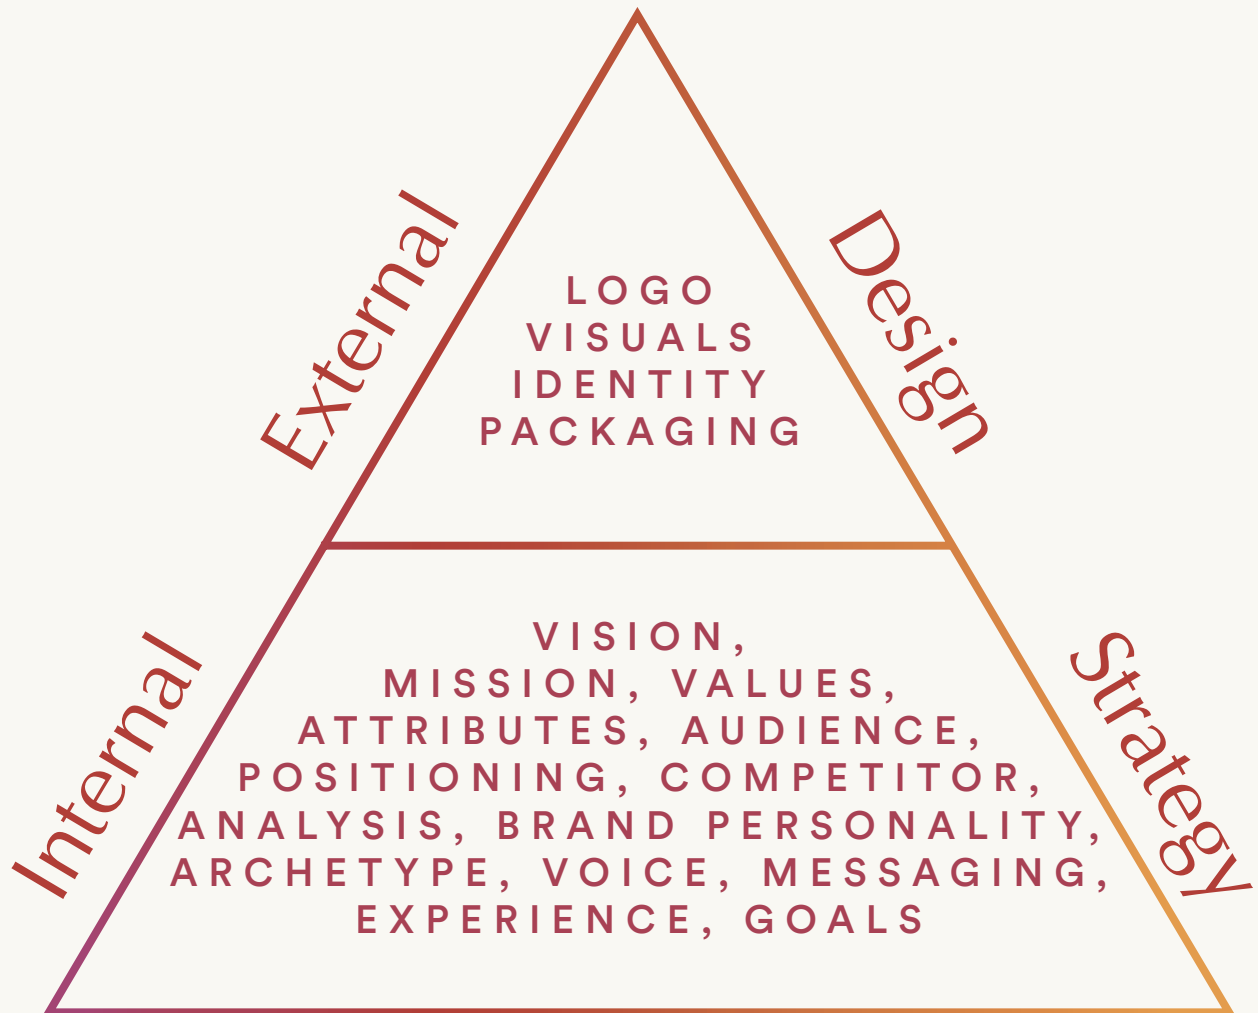 External
Design
LOGO
VISUALS
IDENTITY
PACKAGING
Internal
Strategy
VISION,
MISSION, VALUES,
ATTRIBUTES, AUDIENCE,
POSITIONING, COMPETITOR,
ANALYSIS, BRAND PERSONALITY,
ARCHETYPE, VOICE, MESSAGING,
EXPERIENCE, GOALS